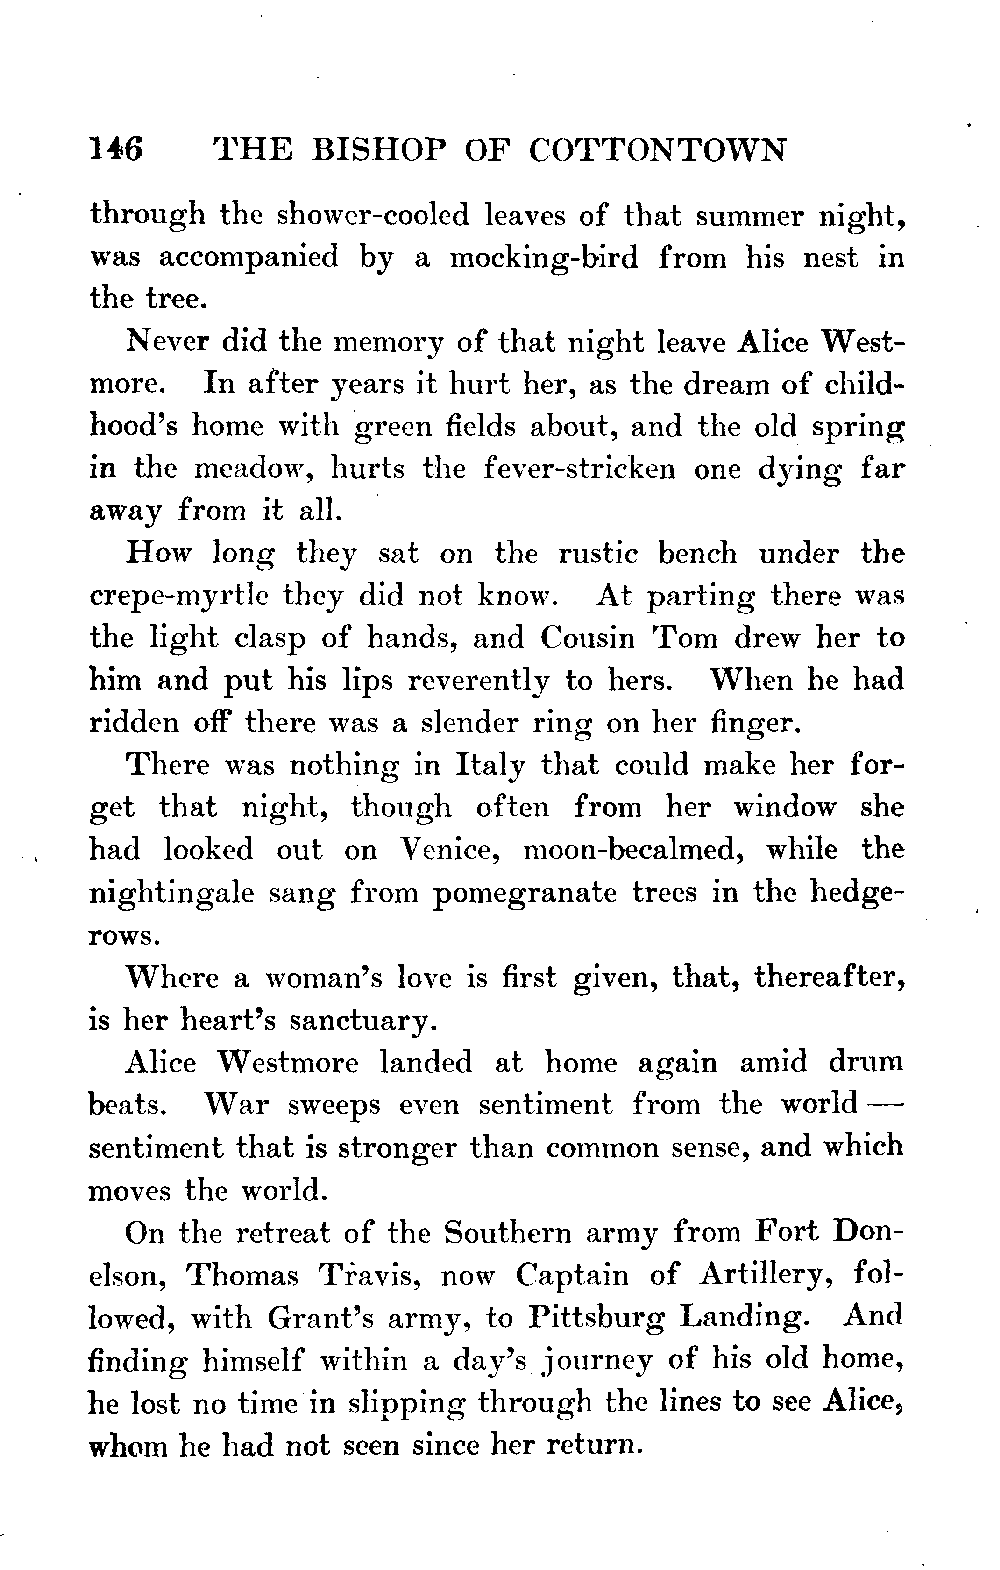 146 THE BISHOP OF COTTONTOWN
through the shower-cooled leaves of that summer night,
was accompanied by a mocking-bird from his nest in
the tree.
Never did the memory of that night leave Alice West-
more. In after years it hurt her, as the dream of child-
hood's home with green fields about, and the old spring
in the meadow, hurts the fever-stricken one dying far
away from it all.
How long they sat on the rustic bench under the
crepe-myrtle they did not know. At parting there was
the light clasp of hands, and Cousin Tom drew her to
him and put his lips reverently to hers. When he had
ridden off there was a slender ring on her finger.
There was nothing in Italy that could make her for-
get that night, though often from her window she
had looked out on Venice, moon-becalmed, while the
nightingale sang from pomegranate trees in the hedge-
rows.
Where a woman's love is first given, that, thereafter,
is her heart's sanctuary.
Alice Westmore landed at home again amid drum
beats. War sweeps even sentiment from the world —
sentiment that is stronger than common sense, and which
moves the world.
On the retreat of the Southern army from Fort Don-
elson, Thomas Travis, now Captain of Artillery, fol-
lowed, with Grant's army, to Pittsburg Landing. And
finding himself within a day's journey of his old home,
he lost no time in slipping through the lines to see Alice,
whom he had not seen since her return.